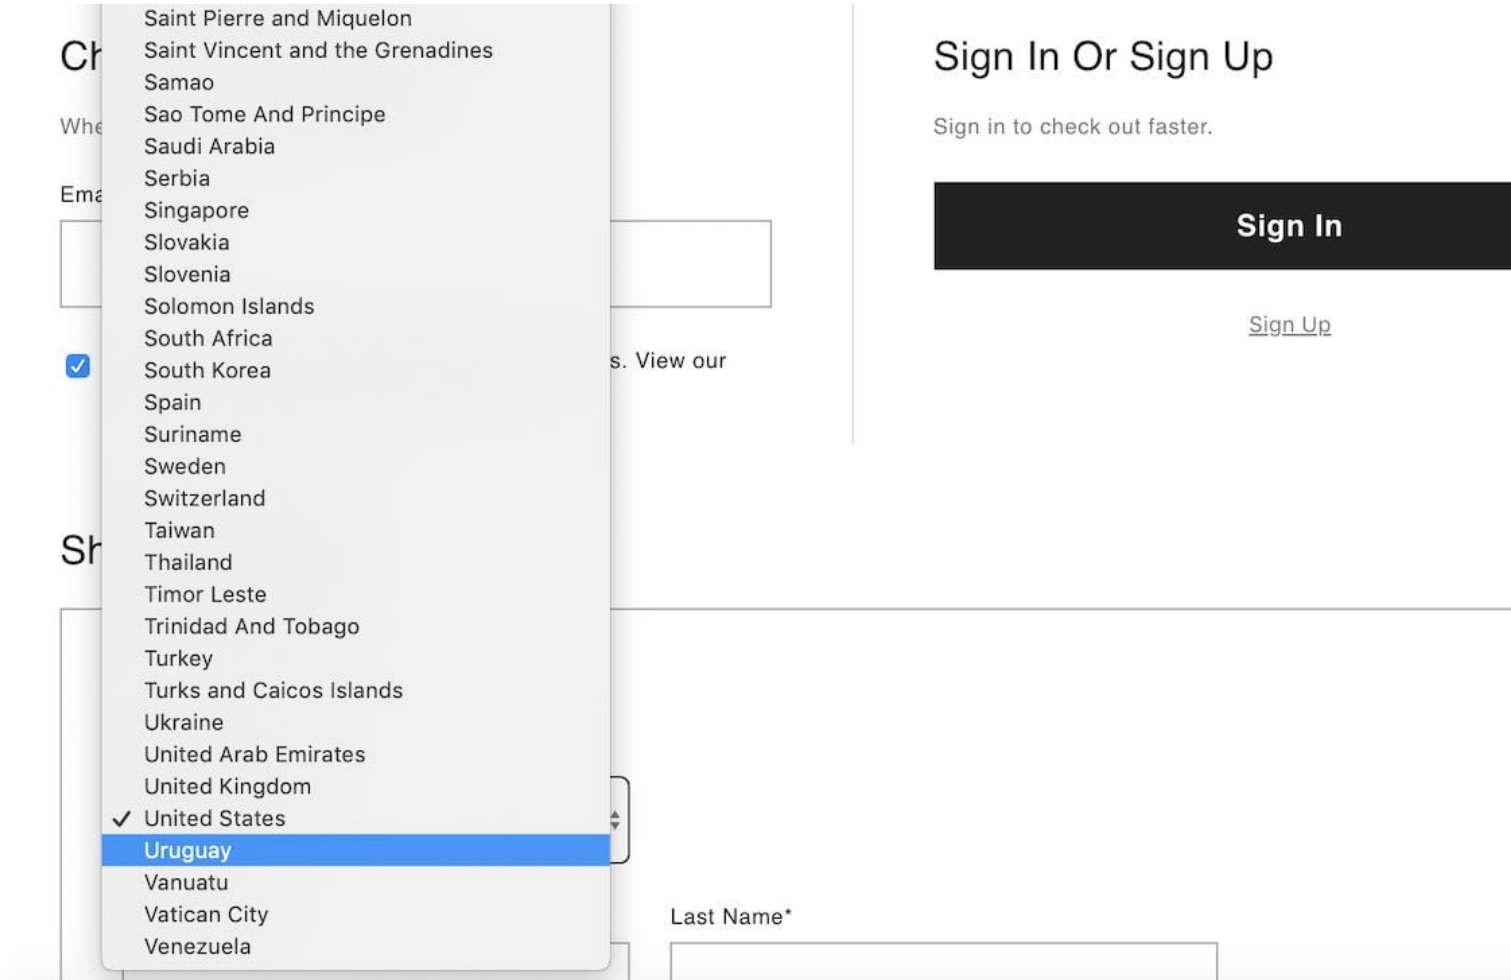 Saint Pierre and Miquelon
Saint Vincent and the Grenadines
Samao
Sao Tome And Principe
Saudi Arabia
Serbia
Singapore
Slovakia
Slovenia
Solomon Islands
South Africa
South Korea
Spain
Suriname
Sweden
Switzerland
Taiwan
Thailand
Timor Leste
Trinidad And Tobago
Turkey
Turks and Caicos Islands
Ukraine
United Arab Emirates
United Kingdom
✓ United States
Uruguay
Vanuatu
Vatican City
Venezuela
View our
Last Name*
Sign In Or Sign Up
Sign in to check out faster.
Sign In
Sign Up